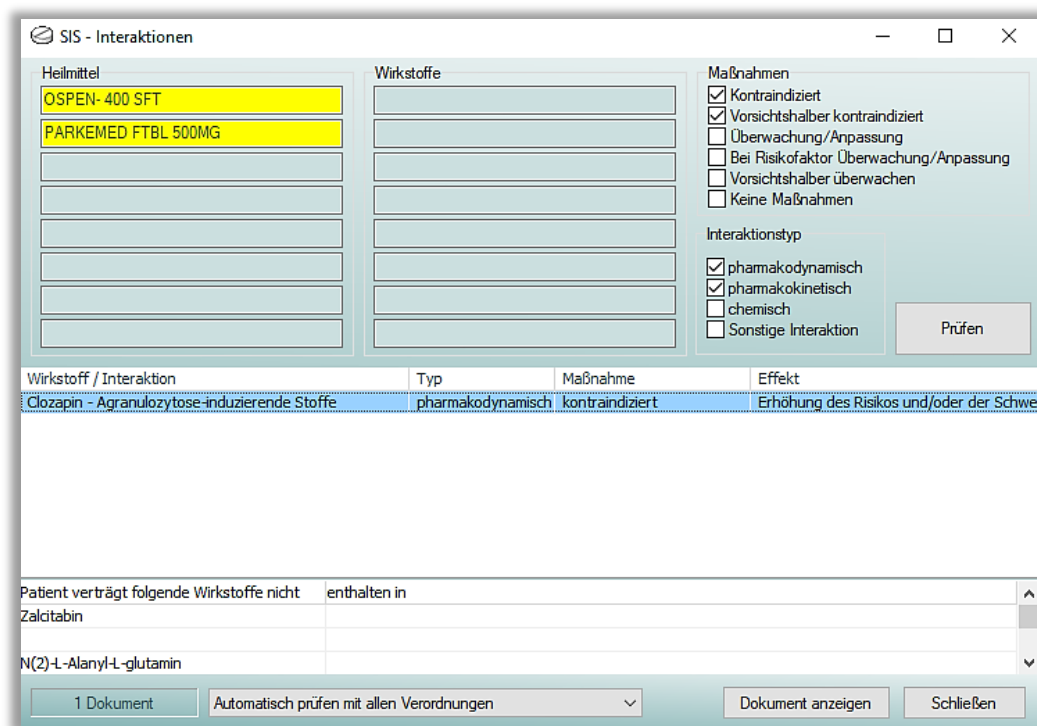 SIS - Interaktionen
Heilmittel
OSPEN- 400 SFT
PARKEMED FTBL 500MG
Wirkstoffe
Maßnahmen
Kontraindiziert
Vorsichtshalber kontraindiziert
Überwachung/Anpassung
Bei Risikofaktor Überwachung/Anpassung
Vorsichtshalber überwachen
Keine Maßnahmen
Interaktionstyp
pharmakodynamisch
pharmakokinetisch
chemisch
Sonstige Interaktion
Prüfen
Wirkstoff / Interaktion Typ Maßnahme Effekt
Clozapin - Agranulozytose-induzierende Stoffe pharmakodynamisch kontraindiziert Erhöhung des Risikos und/oder der Schwe
Patient verträgt folgende Wirkstoffe nicht enthalten in
Zalcitabin
N(2)-L-Alanyl-L-glutamin
1 Dokument Automatisch prüfen mit allen Verordnungen Dokument anzeigen Schließen